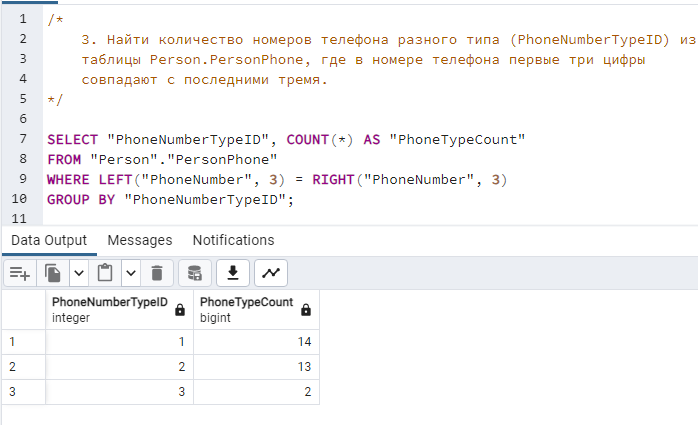 1 /*
2 3. Найти количество номеров телефона разного типа (PhoneNumberTypeID) из
3 таблицы Person.PersonPhone, где в номере телефона первые три цифры
4 совпадают с последними тремя.
5 */
6
7 SELECT "PhoneNumberTypeID", COUNT(*) AS "PhoneTypeCount"
8 FROM "Person"."PersonPhone"
9 WHERE LEFT("PhoneNumber", 3) = RIGHT("PhoneNumber", 3)
10 GROUP BY "PhoneNumberTypeID";
11
Data Output Messages Notifications
PhoneNumberTypeID PhoneTypeCount
integer bigint
1 1 14
2 2 13
3 3 2